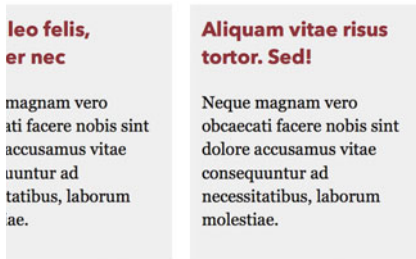 leo felis,
er nec
magnam vero
ati facere nobis sint
accusamus vitae
uuntur ad
tatibus, laborum
iae.
Aliquam vitae risus
tortor. Sed!
Neque magnam vero
obcaecati facere nobis sint
dolore accusamus vitae
consequuntur ad
necessitatibus, laborum
molestiae.